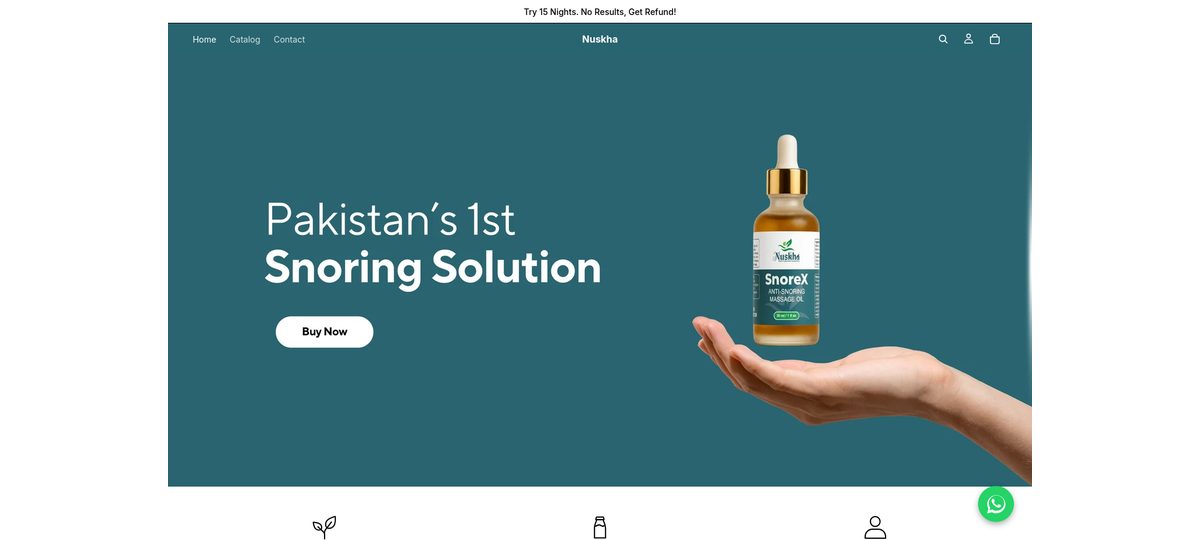 Try 15 Nights. No Results, Get Refund!
Home Catalog Contact
Nuskha
Pakistan's 1st
Snoring Solution
Buy Now
Nuskha
SnoreX
ANTI-SNORING
MASSAGE OIL